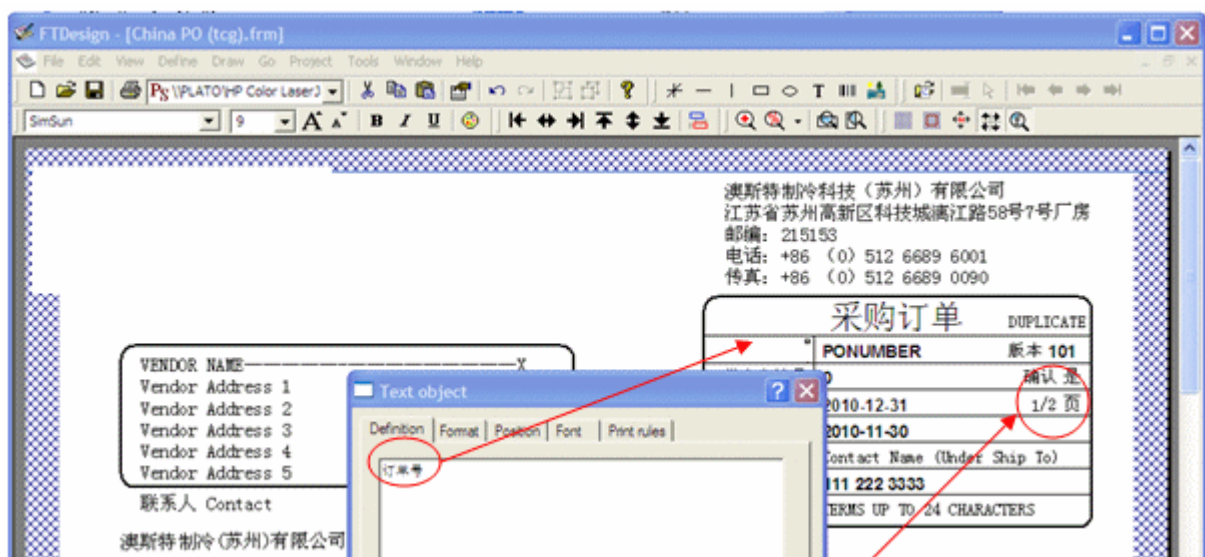 FTDesign - [China PO (tcg).frm]
File Edit View Define Draw Go Project Tools Window Help
\\PLATO\HP Color LaserJ
SimSun 9 A A B I U
澳斯特制冷科技（苏州）有限公司
江苏省苏州高新区科技城漓江路58号7号厂房
邮编: 215153
电话: +86 （0）512 6689 6001
传真: +86 （0）512 6689 0090
采购订单 DUPLICATE
PONUMBER 版本 101
0 确认 是
2010-12-31 1/2 页
2010-11-30
Contact Name (Under Ship To)
111 222 3333
TERMS UP TO 24 CHARACTERS
VENDOR NAME—————————————X
Vendor Address 1
Vendor Address 2
Vendor Address 3
Vendor Address 4
Vendor Address 5
联系人 Contact
澳斯特制冷(苏州)有限公司
Text object
Definition Format Position Font Print rules
订单号